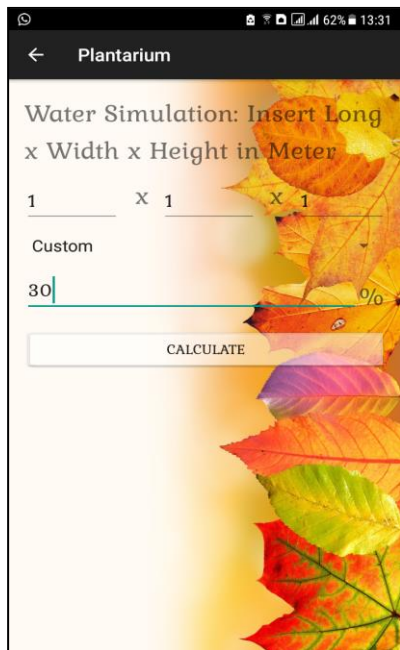 62% 13:31
Plantarium
Water Simulation: Insert Long
x Width x Height in Meter
1 x 1 x 1
Custom
30 %
CALCULATE